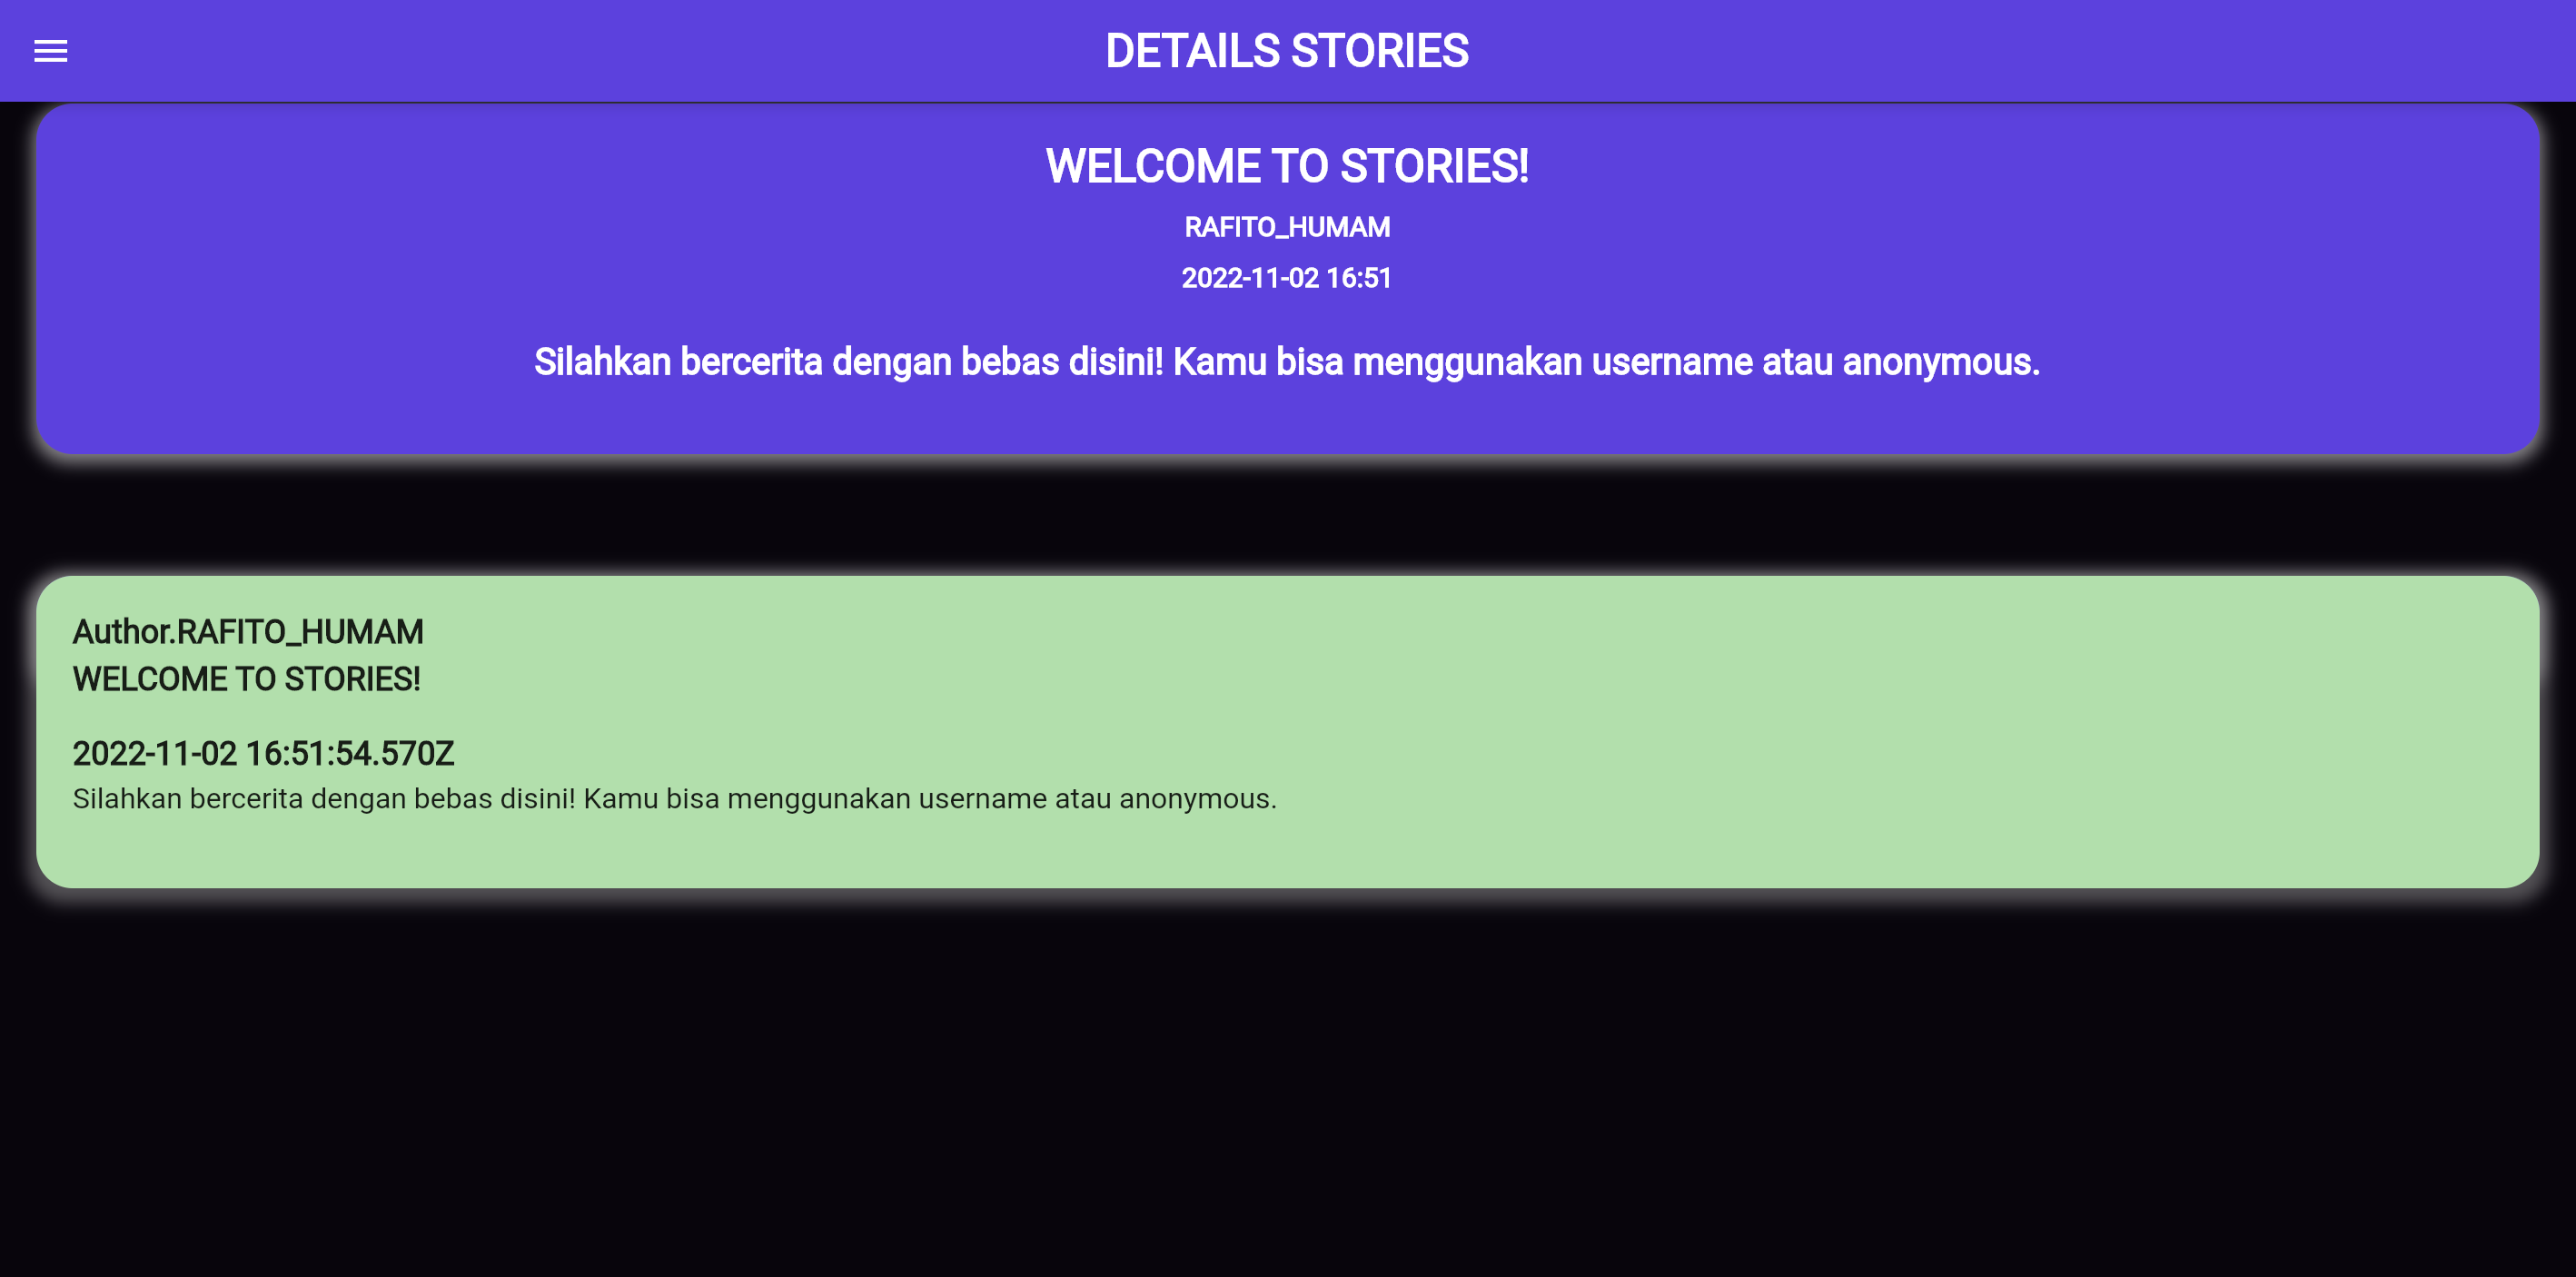 DETAILS STORIES
WELCOME TO STORIES!
RAFITO_HUMAM
2022-11-02 16:51
Silahkan bercerita dengan bebas disini! Kamu bisa menggunakan username atau anonymous.
Author.RAFITO_HUMAM
WELCOME TO STORIES!
2022-11-02 16:51:54.570Z
Silahkan bercerita dengan bebas disini! Kamu bisa menggunakan username atau anonymous.